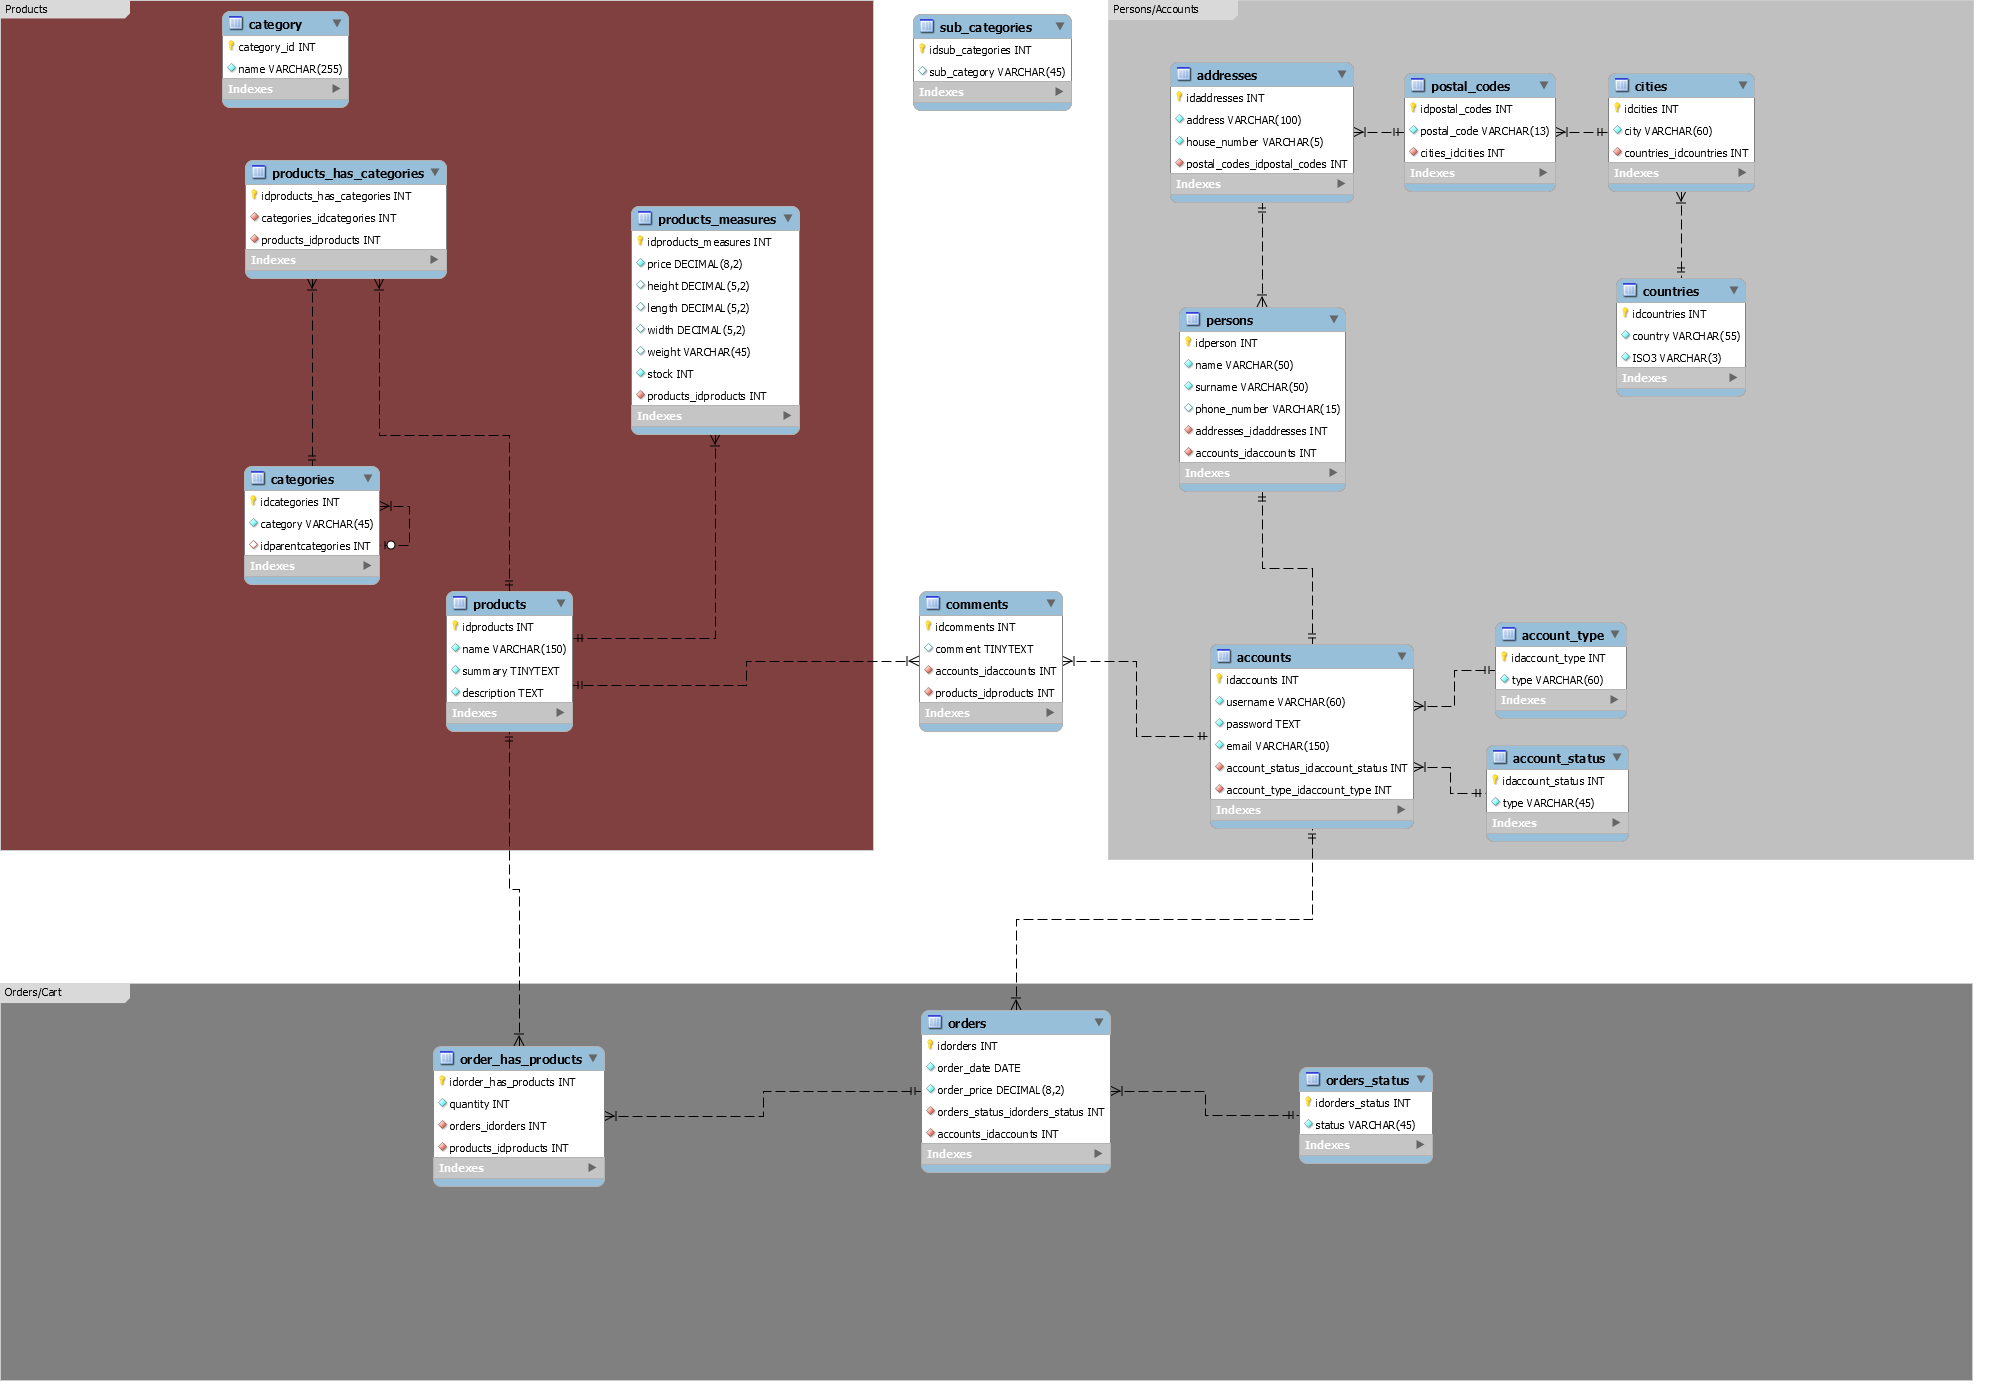 Products
category
category_id INT
name VARCHAR(255)
Indexes
products_has_categories
idproducts_has_categories INT
categories_idcategories INT
products_idproducts INT
Indexes
products_measures
idproducts_measures INT
price DECIMAL(8,2)
height DECIMAL(5,2)
length DECIMAL(5,2)
width DECIMAL(5,2)
weight VARCHAR(45)
stock INT
products_idproducts INT
Indexes
categories
idcategories INT
category VARCHAR(45)
idparentcategories INT
Indexes
products
idproducts INT
name VARCHAR(150)
summary TINYTEXT
description TEXT
Indexes
sub_categories
idsub_categories INT
sub_category VARCHAR(45)
Indexes
comments
idcomments INT
comment TINYTEXT
accounts_idaccounts INT
products_idproducts INT
Indexes
Persons/Accounts
addresses
idaddresses INT
address VARCHAR(100)
house_number VARCHAR(5)
postal_codes_idpostal_codes INT
Indexes
postal_codes
idpostal_codes INT
postal_code VARCHAR(13)
cities_idcities INT
Indexes
cities
idcities INT
city VARCHAR(60)
countries_idcountries INT
Indexes
countries
idcountries INT
country VARCHAR(55)
ISO3 VARCHAR(3)
Indexes
persons
idperson INT
name VARCHAR(50)
surname VARCHAR(50)
phone_number VARCHAR(15)
addresses_idaddresses INT
accounts_idaccounts INT
Indexes
accounts
idaccounts INT
username VARCHAR(60)
password TEXT
email VARCHAR(150)
account_status_idaccount_status INT
account_type_idaccount_type INT
Indexes
account_type
idaccount_type INT
type VARCHAR(60)
Indexes
account_status
idaccount_status INT
type VARCHAR(45)
Indexes
Orders/Cart
order_has_products
idorder_has_products INT
quantity INT
orders_idorders INT
products_idproducts INT
Indexes
orders
idorders INT
order_date DATE
order_price DECIMAL(8,2)
orders_status_idorders_status INT
accounts_idaccounts INT
Indexes
orders_status
idorders_status INT
status VARCHAR(45)
Indexes